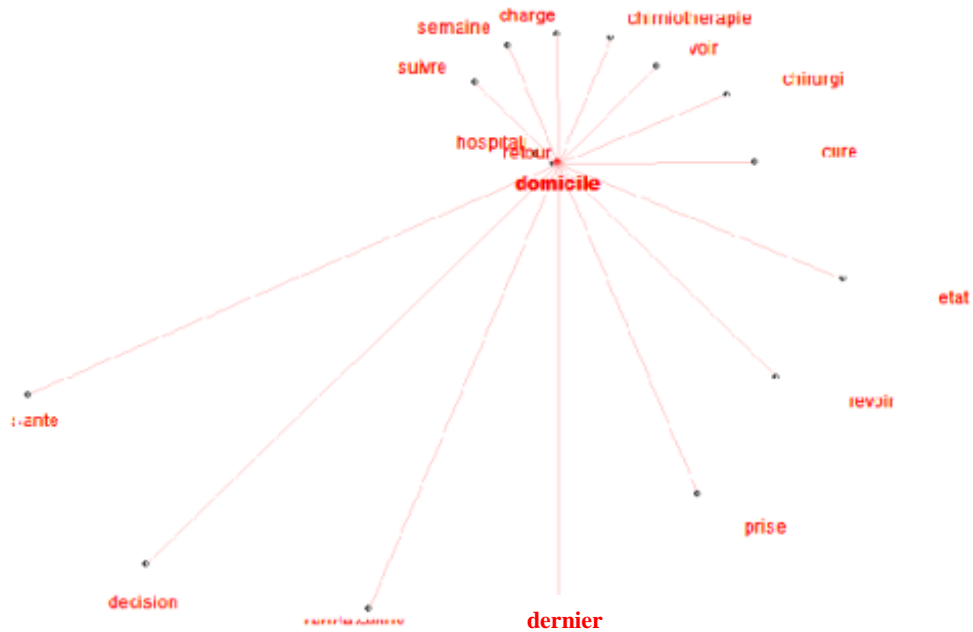 charge
chimiotherapie
semaine
voir
suivre
chirurgi
hospital
retour
cure
domicile
etat
revoir
sante
prise
decision
dernier